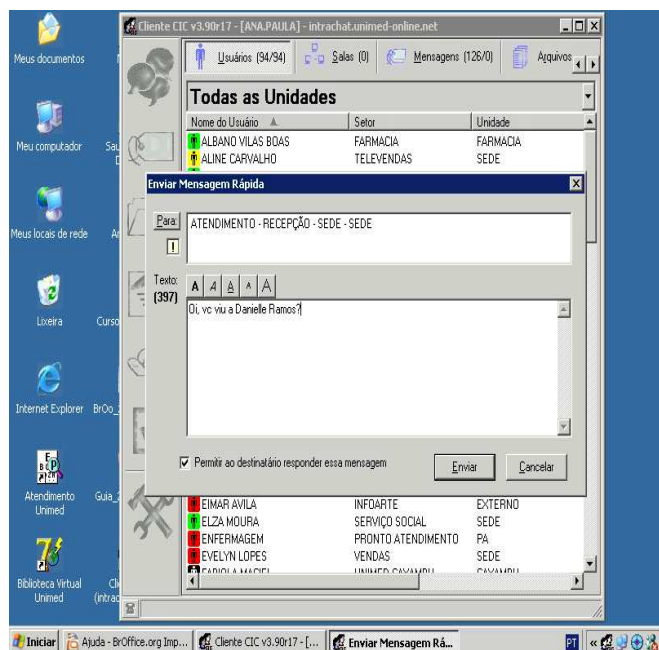 Cliente CIC v3.90r17 - [ANA.PAULA] - intrachat.unimed-online.net
Meus documentos
Usuários (94/94)
Salas (0)
Mensagens (126/0)
Arquivos
Todas as Unidades
Nome do Usuário
Setor
Unidade
ALBANO VILAS BOAS FARMACIA FARMACIA
ALINE CARVALHO TELEVENDAS SEDE
Meu computador
Enviar Mensagem Rápida
Para:
ATENDIMENTO - RECEPÇÃO - SEDE - SEDE
!
Meus locais de rede
Texto:
(397)
A A A A A
Oi, vc viu a Danielle Ramos?
Lixeira
Curso
Internet Explorer
BrOo_
Permitir ao destinatário responder essa mensagem
Enviar
Cancelar
Atendimento
Unimed
Guia_
EIMAR AVILA INFOARTE EXTERNO
ELZA MOURA SERVIÇO SOCIAL SEDE
ENFERMAGEM PRONTO ATENDIMENTO PA
EVELYN LOPES VENDAS SEDE
Biblioteca Virtual
Unimed
(intrac
Iniciar
Ajuda - BrOffice.org Imp...
Cliente CIC v3.90r17 - [...
Enviar Mensagem Rá...
PT